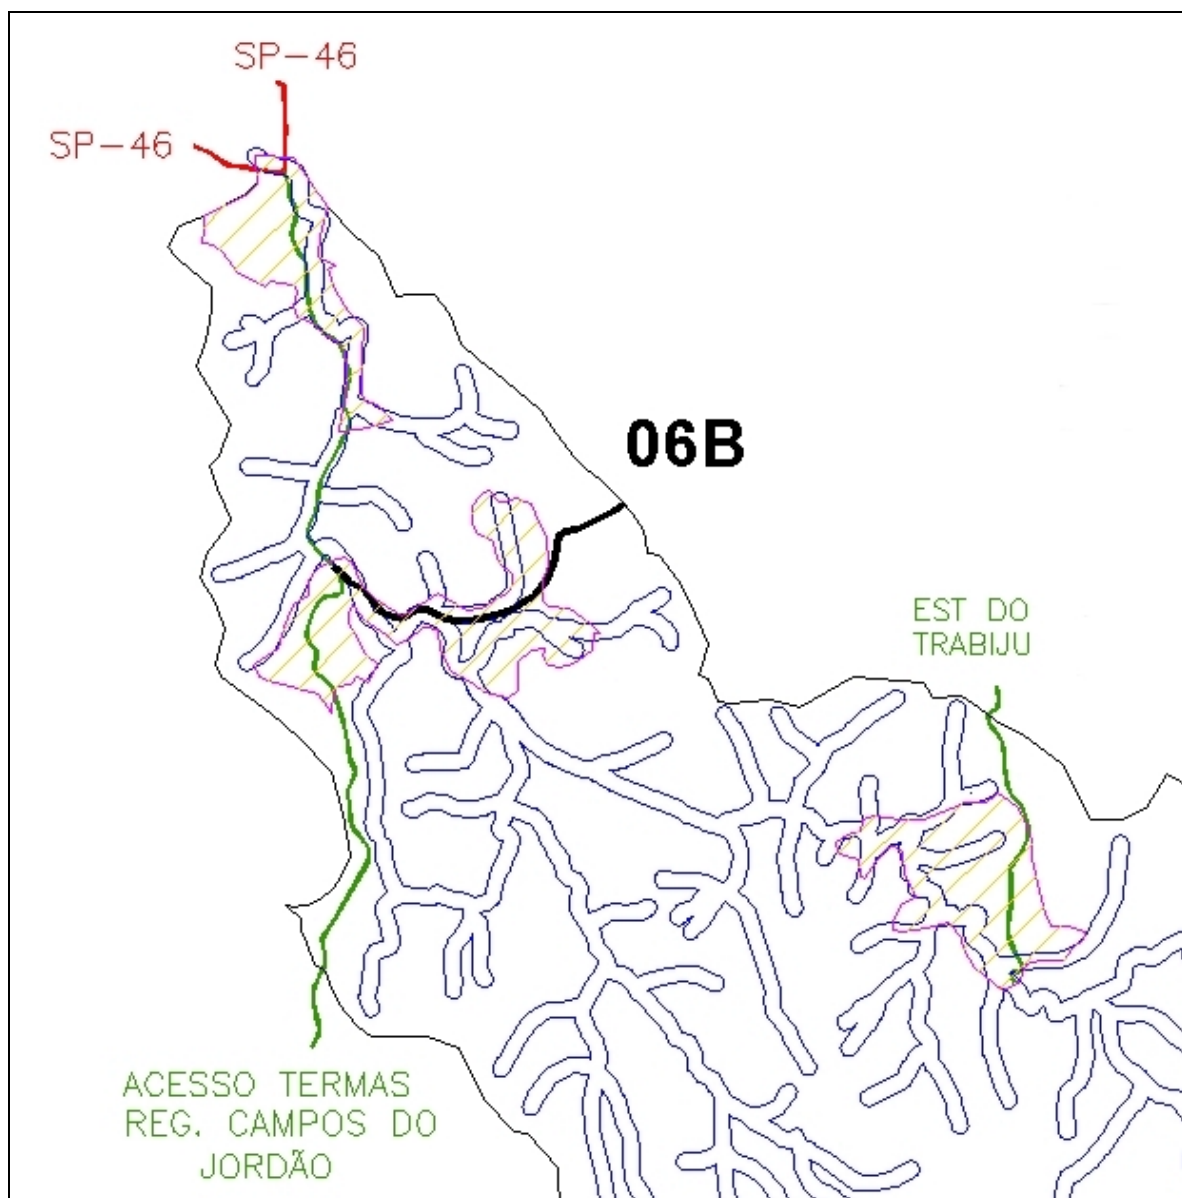 SP-46
SP-46
06B
EST DO
TRABIJU
ACESSO TERMAS
REG. CAMPOS DO
JORDÃO